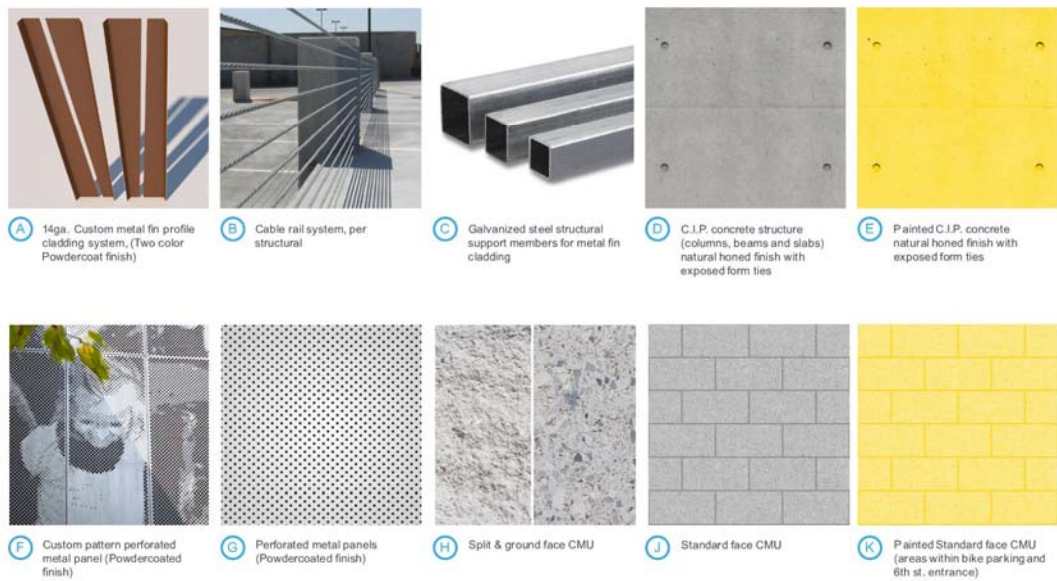 A
14ga. Custom metal fin profile
cladding system, (Two color
Powdercoat finish)
B
Cable rail system, per
structural
C
Galvanized steel structural
support members for metal fin
cladding
D
C.I.P. concrete structure
(columns, beams and slabs)
natural honed finish with
exposed form ties
E
Painted C.I.P. concrete
natural honed finish with
exposed form ties
F
Custom pattern perforated
metal panel (Powdercoated
finish)
G
Perforated metal panels
(Powdercoated finish)
H
Split & ground face CMU
J
Standard face CMU
K
Painted Standard face CMU
(areas within bike parking and
6th st. entrance)